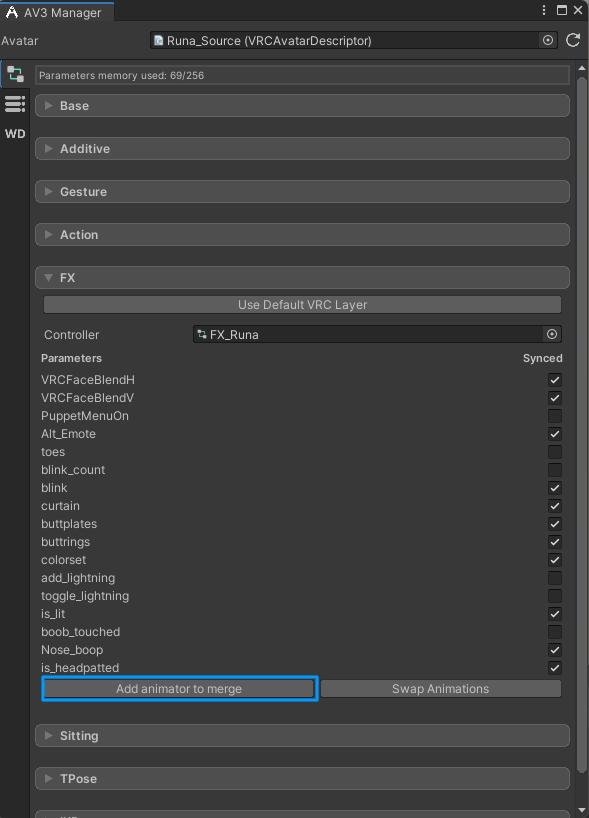 AV3 Manager
Avatar Runa_Source (VRCAvatarDescriptor)
Parameters memory used: 69/256
WD
Base
Additive
Gesture
Action
FX
Use Default VRC Layer
Controller FX_Runa
Parameters Synced
VRCFaceBlendH
VRCFaceBlendV
PuppetMenuOn
Alt_Emote
toes
blink_count
blink
curtain
buttplates
buttrings
colorset
add_lightning
toggle_lightning
is_lit
boob_touched
Nose_boop
is_headpatted
Add animator to merge Swap Animations
Sitting
TPose